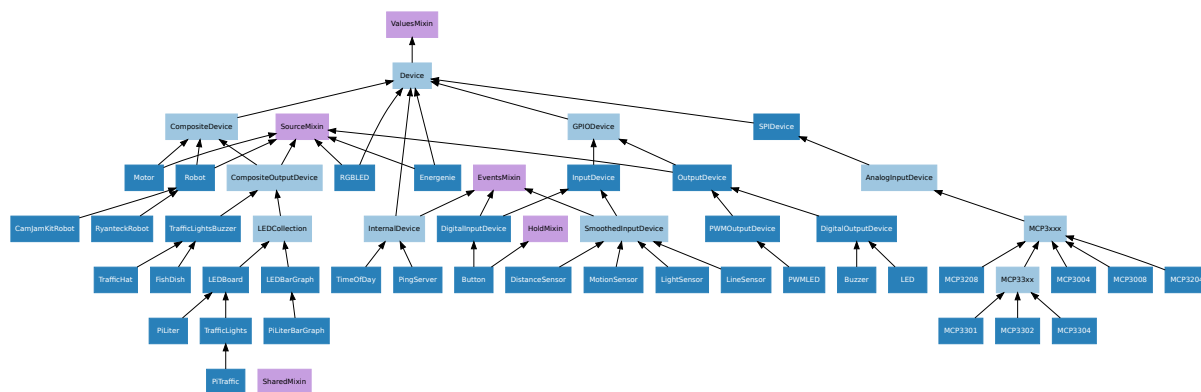 ValuesMixin
Device
CompositeDevice
SourceMixin
GPIODevice
SPIDevice
Motor
Robot
CompositeOutputDevice
RGBLED
Energenie
EventsMixin
InputDevice
OutputDevice
AnalogInputDevice
CamJamKitRobot
RyanteckRobot
TrafficLightsBuzzer
LEDCollection
InternalDevice
DigitalInputDevice
HoldMixin
SmoothedInputDevice
PWMOutputDevice
DigitalOutputDevice
MCP3xxx
TrafficHat
FishDish
LEDBoard
LEDBarGraph
TimeOfDay
PingServer
Button
DistanceSensor
MotionSensor
LightSensor
LineSensor
PWMLED
Buzzer
LED
MCP3208
MCP33xx
MCP3004
MCP3008
MCP3204
PiLiter
TrafficLights
PiLiterBarGraph
MCP3301
MCP3302
MCP3304
PiTraffic
SharedMixin